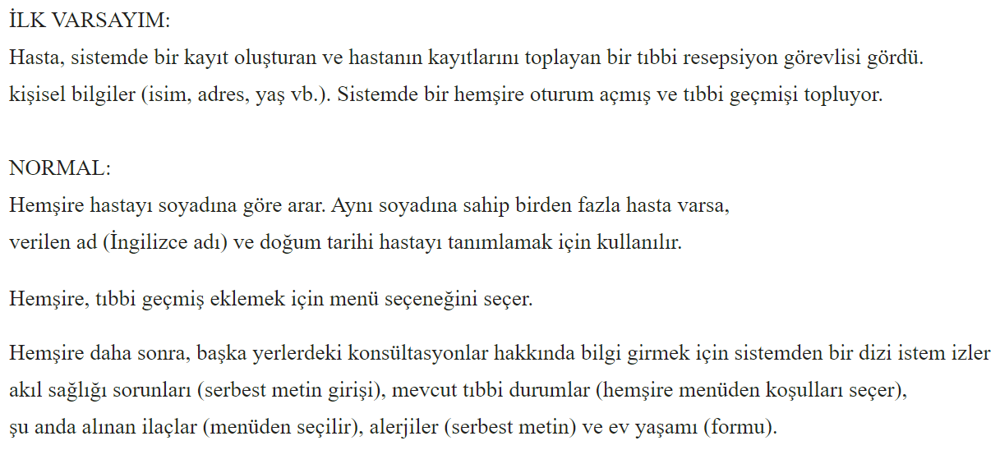 İLK VARSAYIM:
Hasta, sistemde bir kayıt oluşturan ve hastanın kayıtlarını toplayan bir tıbbi resepsiyon görevlisi gördü.
kişisel bilgiler (isim, adres, yaş vb.). Sistemde bir hemşire oturum açmış ve tıbbi geçmişi topluyor.
NORMAL:
Hemşire hastayı soyadına göre arar. Aynı soyadına sahip birden fazla hasta varsa,
verilen ad (İngilizce adı) ve doğum tarihi hastayı tanımlamak için kullanılır.
Hemşire, tıbbi geçmiş eklemek için menü seçeneğini seçer.
Hemşire daha sonra, başka yerlerdeki konsültasyonlar hakkında bilgi girmek için sistemden bir dizi istem izler
akıl sağlığı sorunları (serbest metin girişi), mevcut tıbbi durumlar (hemşire menüden koşulları seçer),
şu anda alınan ilaçlar (menüden seçilir), alerjiler (serbest metin) ve ev yaşamı (formu).